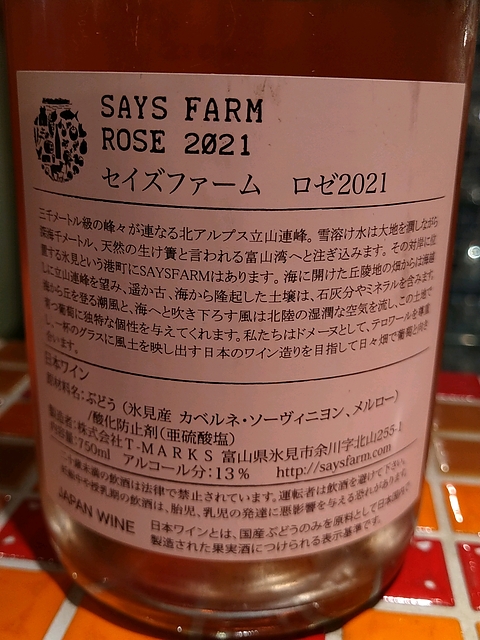 SAYS FARM
ROSE 2021
セイズファーム ロゼ2021
三千メートル級の峰々が連なる北アルプス立山連峰。雪溶け水は大地を潤しながら
深海千メートル、天然の生け簀と言われる富山湾へと注ぎ込みます。その対岸に位
置する氷見という港町にSAYSFARMはあります。海に開けた丘陵地の畑からは海越
しに立山連峰を望み、遥か古、海から隆起した土壌は、石灰分やミネラルを含みます。
海から丘を登る潮風と、海へと吹き下ろす風は北陸の湿潤な空気を流し、この土地で
育つ葡萄に独特な個性を与えてくれます。私たちはドメーヌとして、テロワールを尊重
し、一杯のグラスに風土を映し出す日本のワイン造りを目指して日々畑で葡萄と向き
合います。
日本ワイン
原材料名：ぶどう（氷見産 カベルネ・ソーヴィニヨン、メルロー）
/酸化防止剤（亜硫酸塩）
製造者：株式会社T-MARKS 富山県氷見市余川字北山255-1
内容量：750ml アルコール分：13% http://saysfarm.com
二十歳未満の飲酒は法律で禁止されています。運転者は飲酒を避けて下さい。
妊娠中や授乳期の飲酒は、胎児、乳児の発達に悪影響を与える恐れがあります。
JAPAN WINE 日本ワインとは、国産ぶどうのみを原料として日本国内で
製造された果実酒につけられる表示基準です。